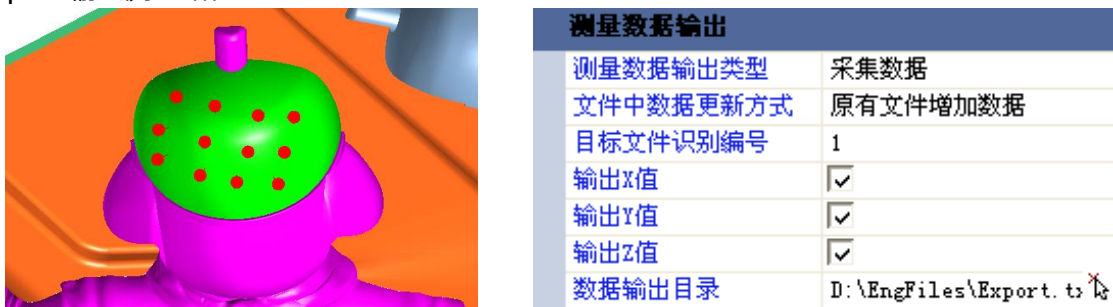 测量数据输出
测量数据输出类型 采集数据
文件中数据更新方式 原有文件增加数据
目标文件识别编号 1
输出X值
输出Y值
输出Z值
数据输出目录 D:\EngFiles\Export.t